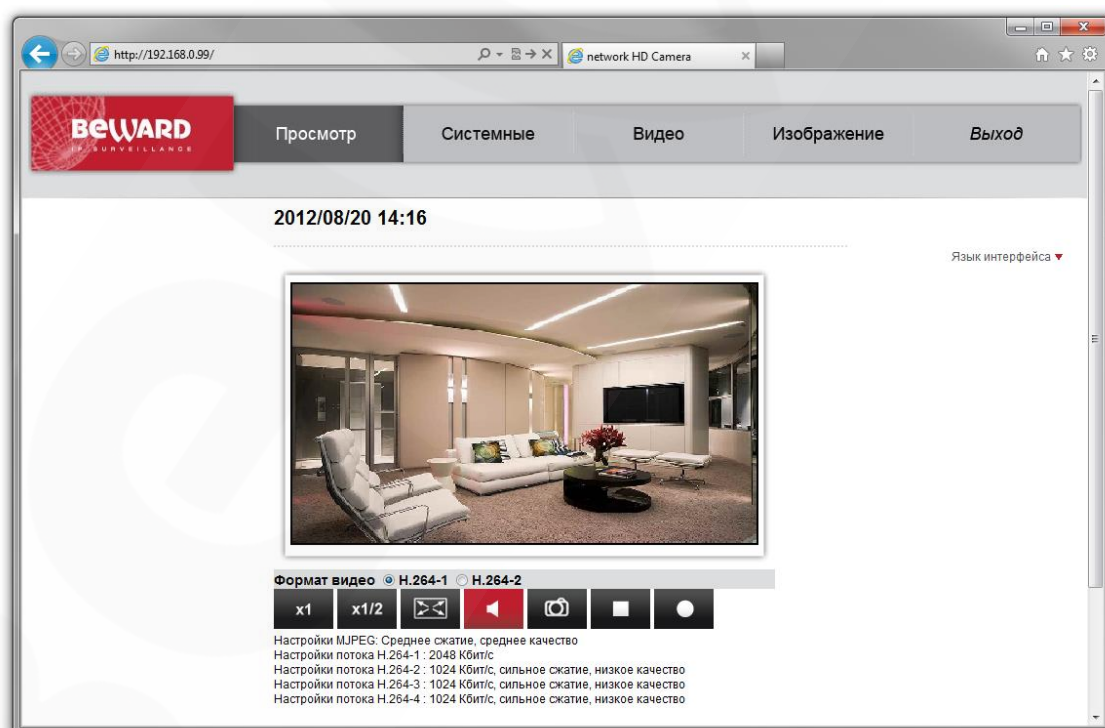 http://192.168.0.99/
network HD Camera
BEWARD
IP SURVEILLANCE
Просмотр
Системные
Видео
Изображение
Выход
2012/08/20 14:16
Язык интерфейса
Формат видео H.264-1 H.264-2
x1 x1/2
Настройки MJPEG: Среднее сжатие, среднее качество
Настройки потока H.264-1 : 2048 Кбит/с
Настройки потока H.264-2 : 1024 Кбит/с, сильное сжатие, низкое качество
Настройки потока H.264-3 : 1024 Кбит/с, сильное сжатие, низкое качество
Настройки потока H.264-4 : 1024 Кбит/с, сильное сжатие, низкое качество